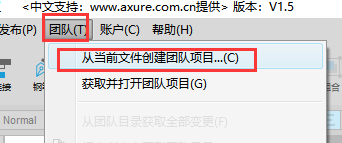 <中文支持：www.axure.com.cn提供> 版本：V1.5
发布(P) 团队(T) 账户(C) 帮助(H)
从当前文件创建团队项目...(C)
获取并打开团队项目(G)
Normal
从团队目录获取全部变更(F)